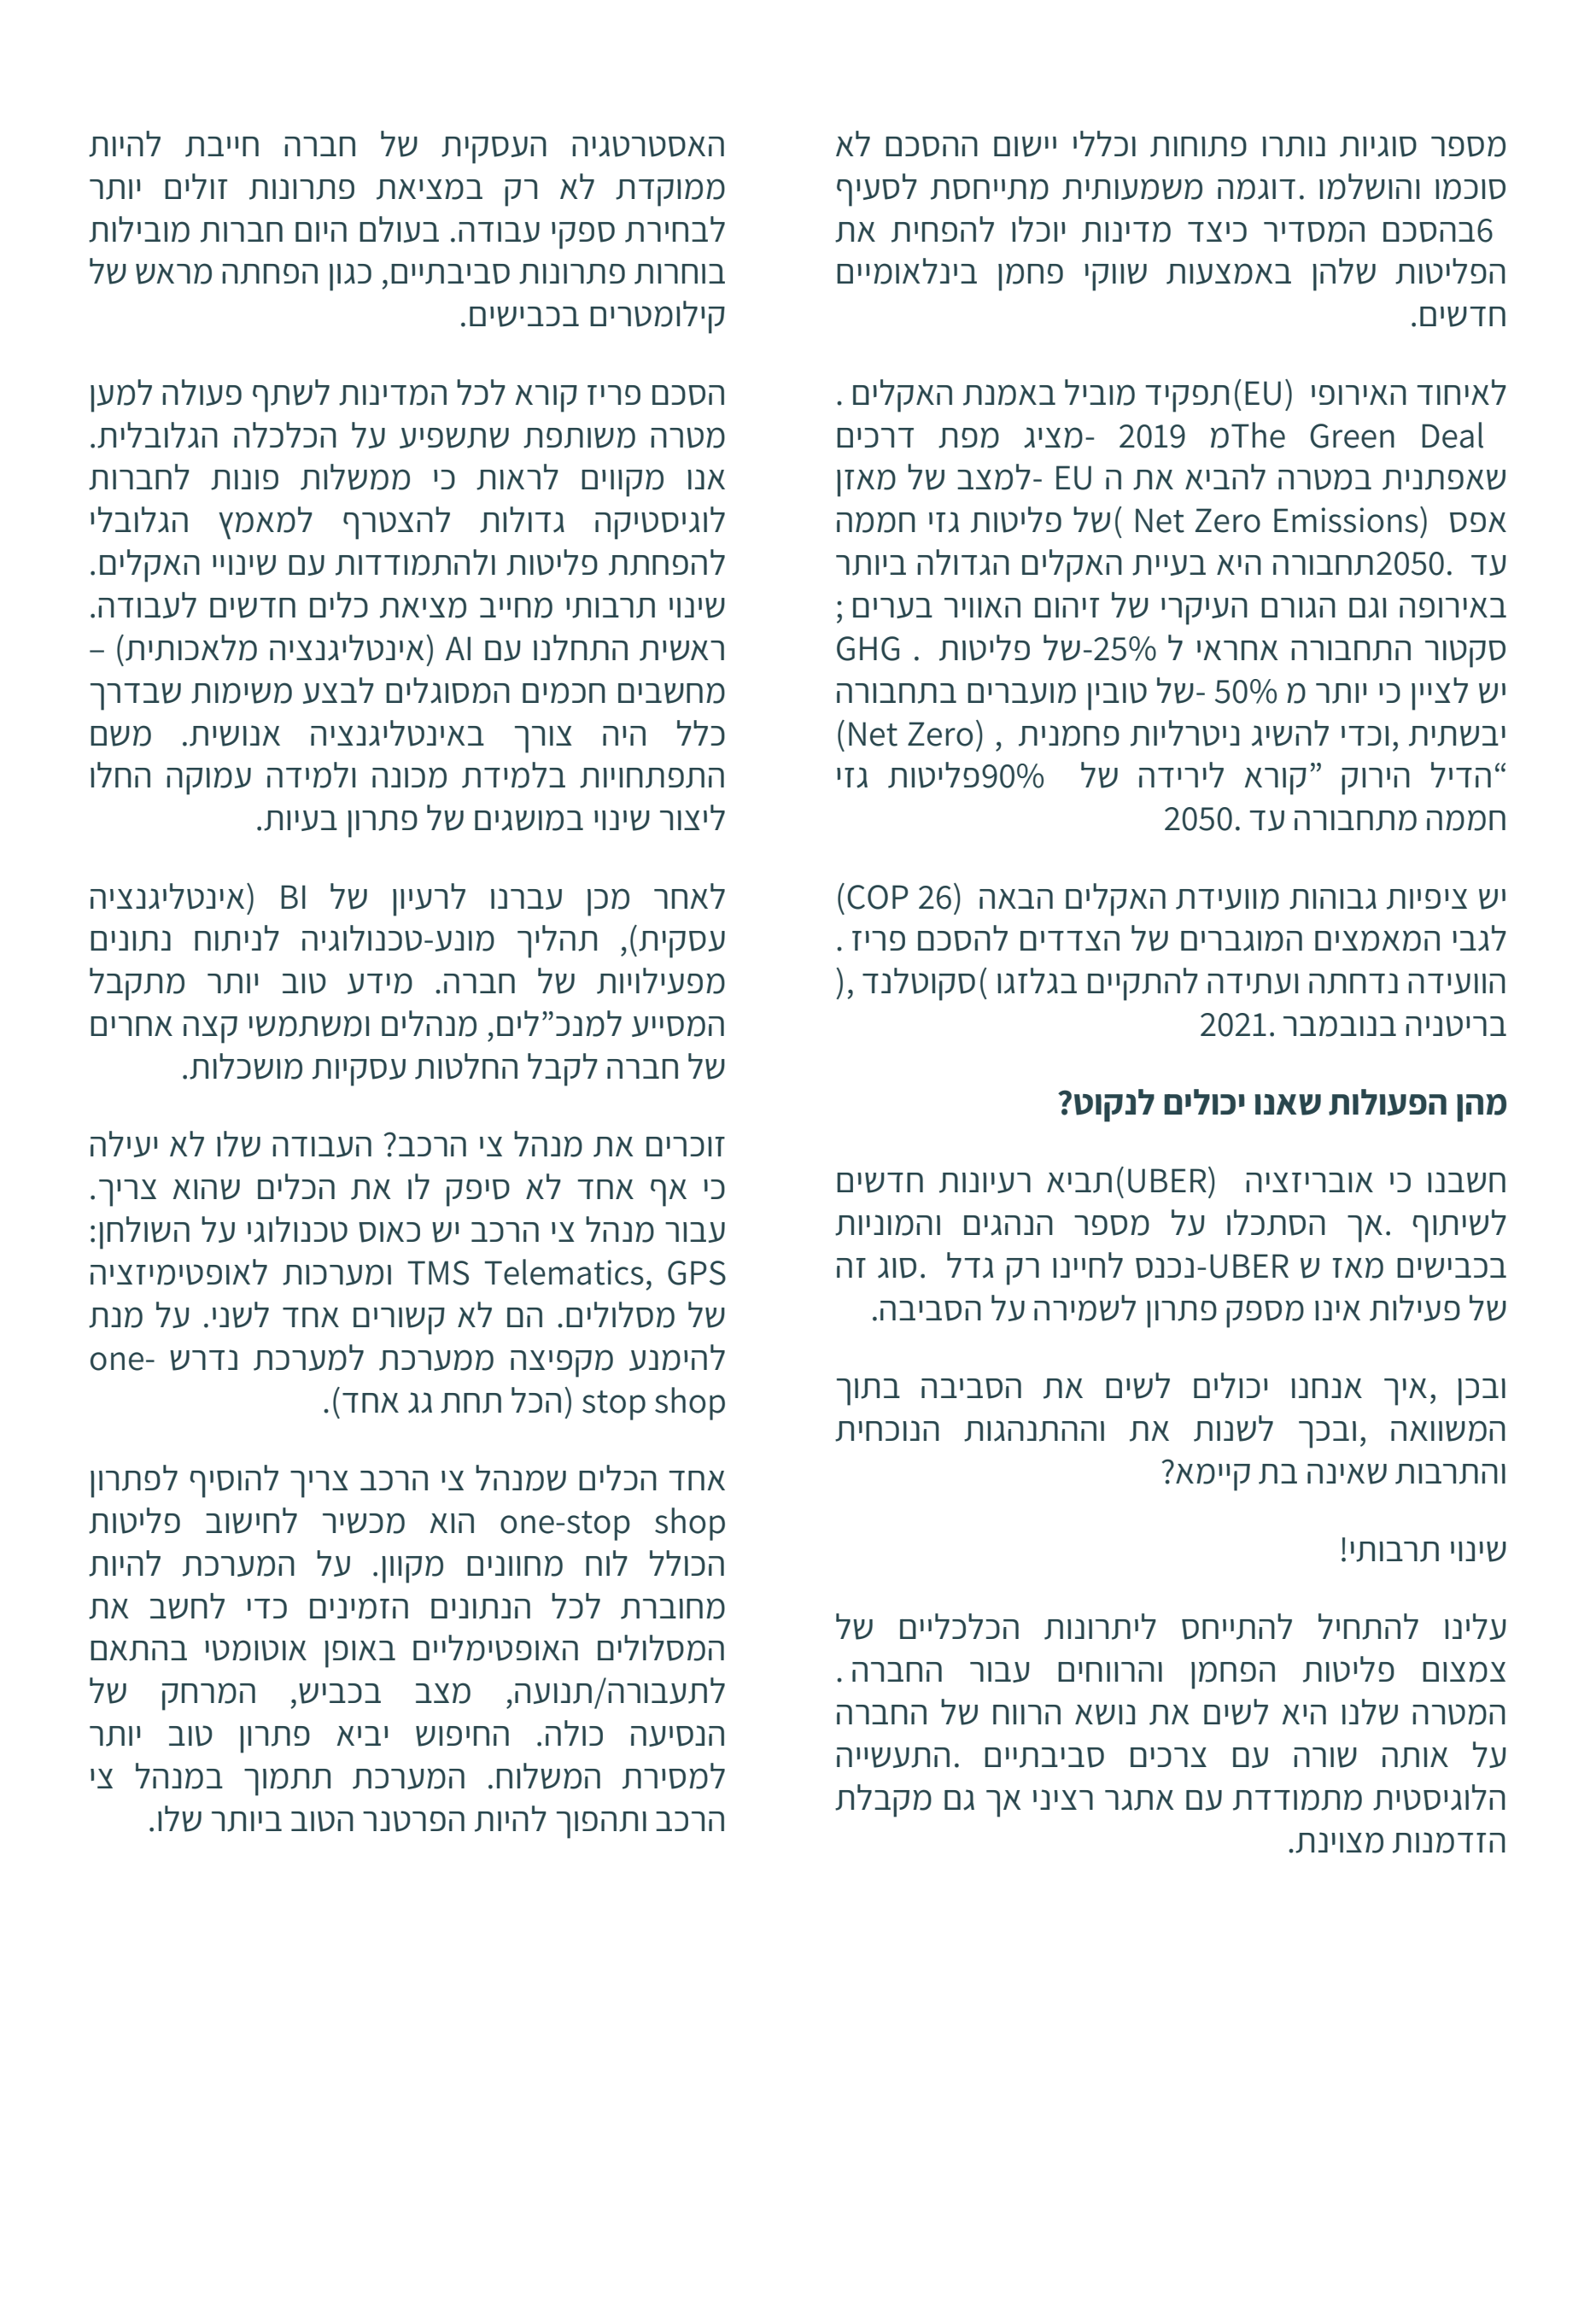 מספר סוגיות נותרו פתוחות וכללי יישום ההסכם לא
סוכמו והושלמו .דוגמה משמעותית מתייחסת לסעיף
6בהסכם המסדיר כיצד מדינות יוכלו להפחית את
הפליטות שלהן באמצעות שווקי פחמן בינלאומיים
חדשים.
לאיחוד האירופי (EU)תפקיד מוביל באמנת האקלים .
The Green Dealמ 2019 -מציג מפת דרכים
שאפתנית במטרה להביא את ה EU -למצב של מאזן
אפס (Net Zero Emissions )של פליטות גזי חממה
עד .2050תחבורה היא בעיית האקלים הגדולה ביותר
באירופה וגם הגורם העיקרי של זיהום האוויר בערים ;
סקטור התחבורה אחראי ל 25%-של פליטות . GHG
יש לציין כי יותר מ 50% -של טובין מועברים בתחבורה
יבשתית ,וכדי להשיג ניטרליות פחמנית , (Net Zero)
“הדיל הירוק ”קורא לירידה של 90%פליטות גזי
חממה מתחבורה עד .2050
יש ציפיות גבוהות מוועידת האקלים הבאה (COP 26)
לגבי המאמצים המוגברים של הצדדים להסכם פריז .
הוועידה נדחתה ועתידה להתקיים בגלזגו )סקוטלנד ,(
בריטניה בנובמבר .2021
מהן הפעולות שאנו יכולים לנקוט?
חשבנו כי אובריזציה (UBER)תביא רעיונות חדשים
לשיתוף .אך הסתכלו על מספר הנהגים והמוניות
בכבישים מאז ש UBER-נכנס לחיינו רק גדל .סוג זה
של פעילות אינו מספק פתרון לשמירה על הסביבה.
ובכן ,איך אנחנו יכולים לשים את הסביבה בתוך
המשוואה ,ובכך לשנות את וההתנהגות הנוכחית
והתרבות שאינה בת קיימא?
שינוי תרבותי!
עלינו להתחיל להתייחס ליתרונות הכלכליים של
צמצום פליטות הפחמן והרווחים עבור החברה .
המטרה שלנו היא לשים את נושא הרווח של החברה
על אותה שורה עם צרכים סביבתיים .התעשייה
הלוגיסטית מתמודדת עם אתגר רציני אך גם מקבלת
הזדמנות מצוינת.
האסטרטגיה העסקית של חברה חייבת להיות
ממוקדת לא רק במציאת פתרונות זולים יותר
לבחירת ספקי עבודה. בעולם היום חברות מובילות
בוחרות פתרונות סביבתיים, כגון הפחתה מראש של
קילומטרים בכבישים.
הסכם פריז קורא לכל המדינות לשתף פעולה למען
מטרה משותפת שתשפיע על הכלכלה הגלובלית.
אנו מקווים לראות כי ממשלות פונות לחברות
לוגיסטיקה גדולות להצטרף למאמץ הגלובלי
להפחתת פליטות ולהתמודדות עם שינויי האקלים.
שינוי תרבותי מחייב מציאת כלים חדשים לעבודה.
ראשית התחלנו עם AI (אינטליגנציה מלאכותית) –
מחשבים חכמים המסוגלים לבצע משימות שבדרך
כלל היה צורך באינטליגנציה אנושית. משם
התפתחויות בלמידת מכונה ולמידה עמוקה החלו
ליצור שינוי במושגים של פתרון בעיות.
לאחר מכן עברנו לרעיון של BI (אינטליגנציה
עסקית), תהליך מונע-טכנולוגיה לניתוח נתונים
מפעילויות של חברה. מידע טוב יותר מתקבל
המסייע למנכ”לים, מנהלים ומשתמשי קצה אחרים
של חברה לקבל החלטות עסקיות מושכלות.
זוכרים את מנהל צי הרכב? העבודה שלו לא יעילה
כי אף אחד לא סיפק לו את הכלים שהוא צריך.
עבור מנהל צי הרכב יש כאוס טכנולוגי על השולחן:
TMS Telematics, GPS ומערכות לאופטימיזציה
של מסלולים. הם לא קשורים אחד לשני. על מנת
להימנע מקפיצה ממערכת למערכת נדרש one-
stop shop (הכל תחת גג אחד).
אחד הכלים שמנהל צי הרכב צריך להוסיף לפתרון
one-stop shop הוא מכשיר לחישוב פליטות
הכולל לוח מחוונים מקוון. על המערכת להיות
מחוברת לכל הנתונים הזמינים כדי לחשב את
המסלולים האופטימליים באופן אוטומטי בהתאם
לתעבורה/תנועה, מצב בכביש, המרחק של
הנסיעה כולה. החיפוש יביא פתרון טוב יותר
למסירת המשלוח. המערכת תתמוך במנהל צי
הרכב ותהפוך להיות הפרטנר הטוב ביותר שלו.